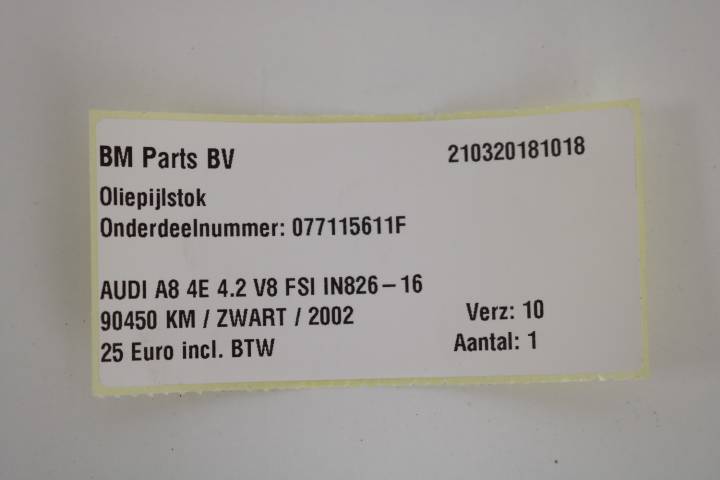 BM Parts BV 210320181018
Oliepijlstok
Onderdeelnummer: 077115611F
AUDI A8 4E 4.2 V8 FSI IN826-16
90450 KM / ZWART / 2002 Verz: 10
25 Euro incl. BTW Aantal: 1